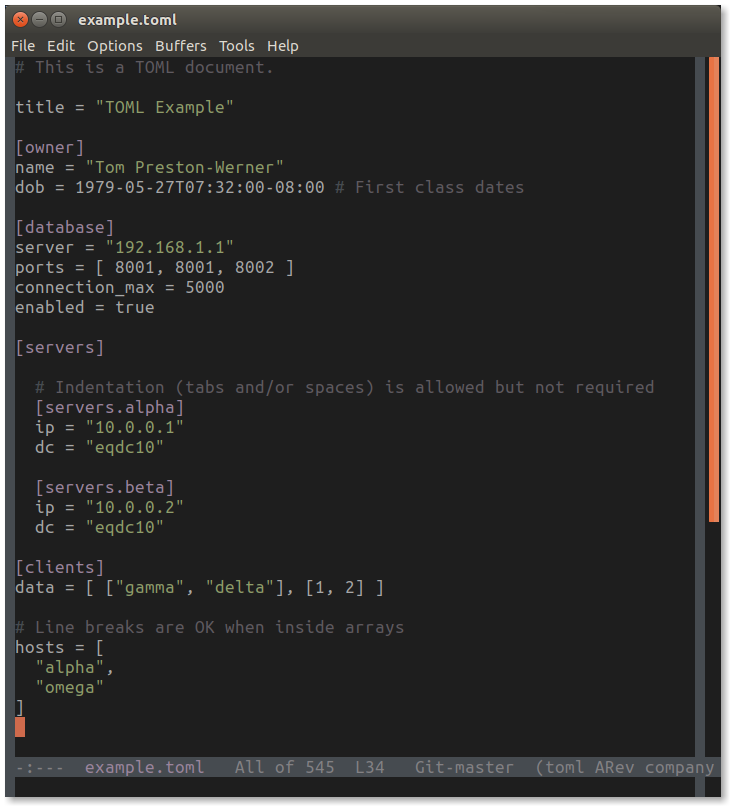 example.toml
File Edit Options Buffers Tools Help
# This is a TOML document.
title = "TOML Example"
[owner]
name = "Tom Preston-Werner"
dob = 1979-05-27T07:32:00-08:00 # First class dates
[database]
server = "192.168.1.1"
ports = [ 8001, 8001, 8002 ]
connection_max = 5000
enabled = true
[servers]
# Indentation (tabs and/or spaces) is allowed but not required
[servers.alpha]
ip = "10.0.0.1"
dc = "eqdc10"
[servers.beta]
ip = "10.0.0.2"
dc = "eqdc10"
[clients]
data = [ ["gamma", "delta"], [1, 2] ]
# Line breaks are OK when inside arrays
hosts = [
"alpha",
"omega"
]
-:--- example.toml All of 545 L34 Git-master (toml ARev company